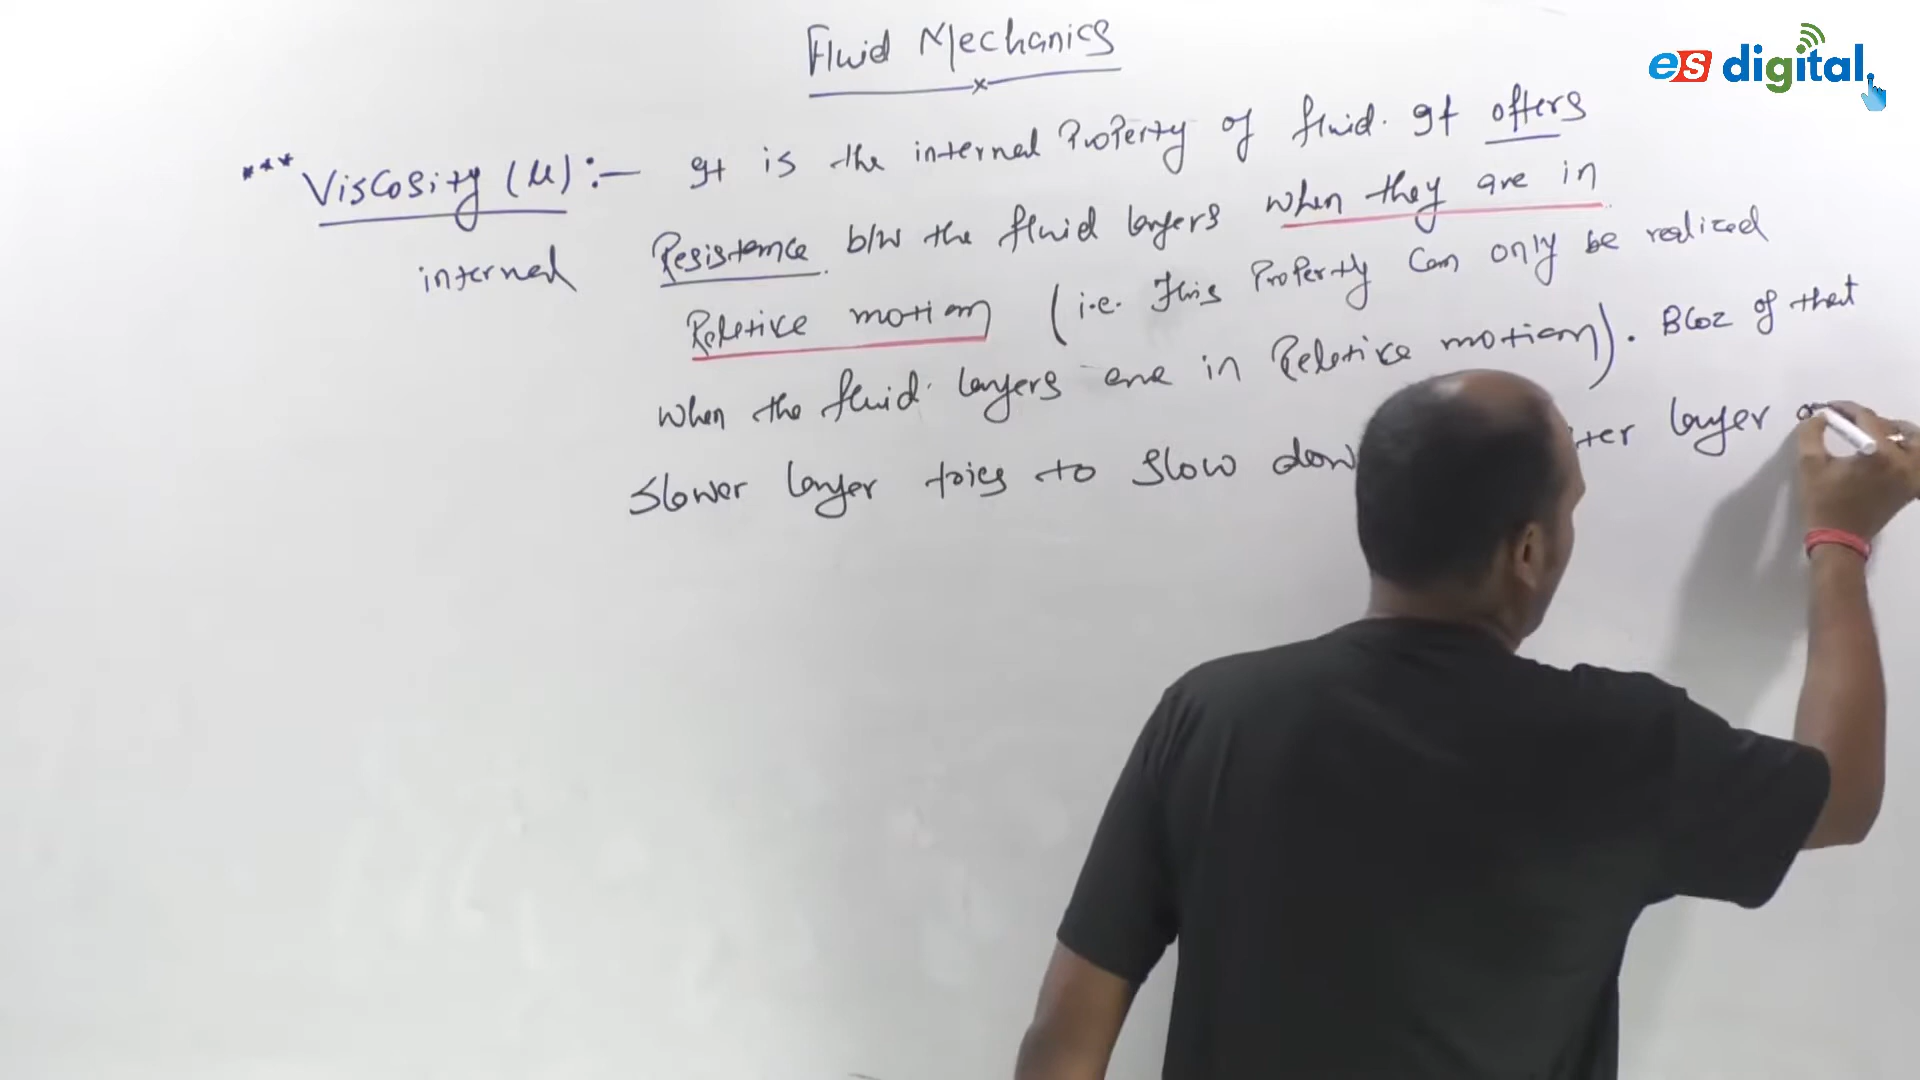 Fluid Mechanics
es digital
*** Viscosity (μ) :- It is the internal Property of fluid. It offers
internal Resistance b/w the fluid layers when they are in
Relative motion (i.e. This Property can only be realized
when the fluid layers are in Relative motion). Bcoz of that
Slower layer tries to slow down layer